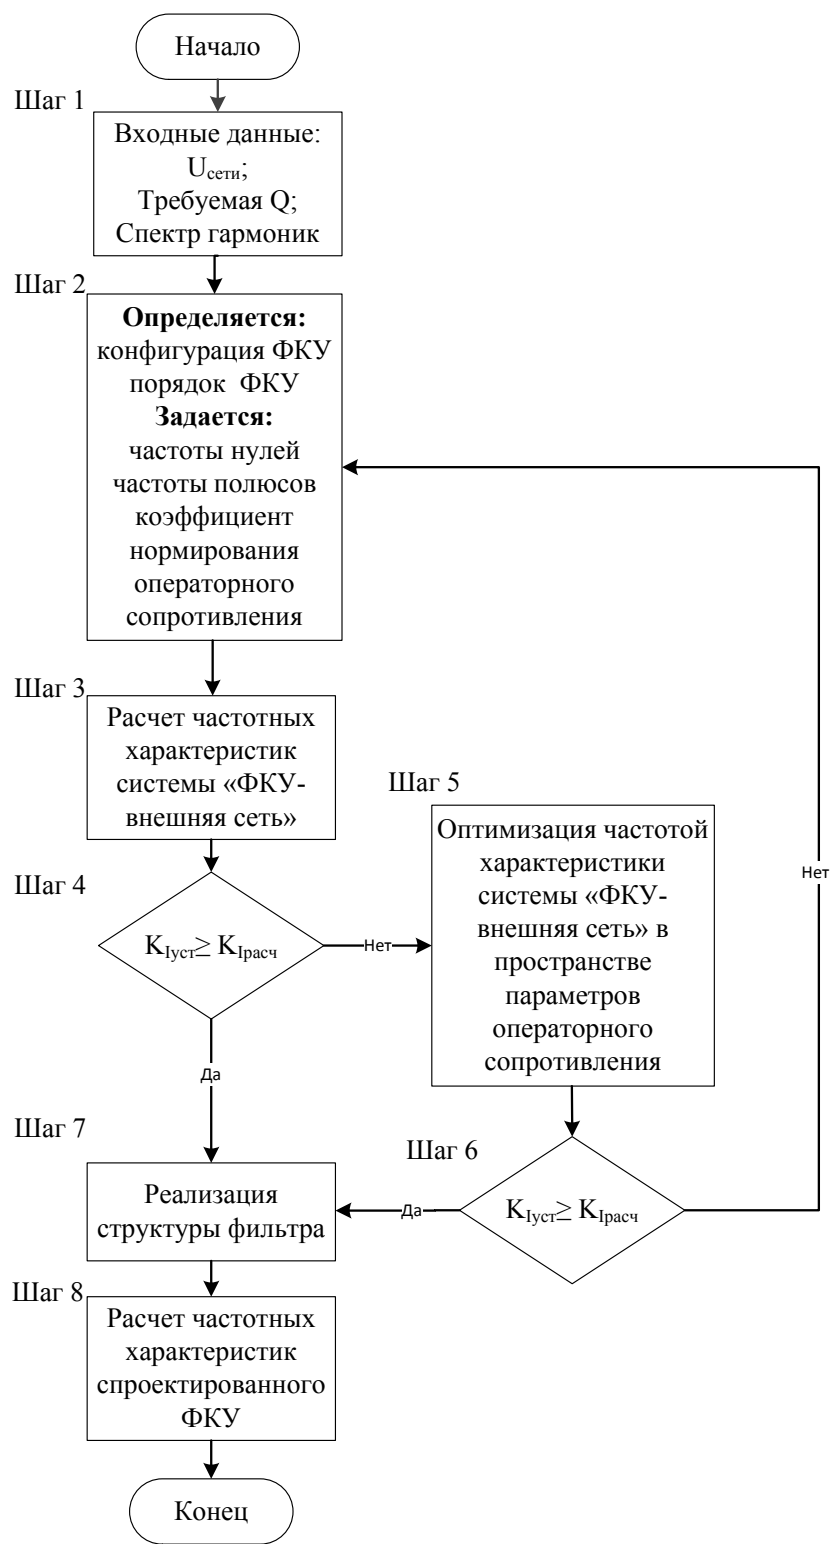 Начало
Шаг 1
Входные данные:
Uсети;
Требуемая Q;
Спектр гармоник
Шаг 2
Определяется:
конфигурация ФКУ
порядок ФКУ
Задается:
частоты нулей
частоты полюсов
коэффициент
нормирования
операторного
сопротивления
Шаг 3
Расчет частотных
характеристик
системы «ФКУ-
внешняя сеть»
Шаг 4
KIуст≥ KIрасч
Нет
Да
Шаг 5
Оптимизация частотой
характеристики
системы «ФКУ-
внешняя сеть» в
пространстве
параметров
операторного
сопротивления
Шаг 6
KIуст≥ KIрасч
Да
Нет
Шаг 7
Реализация
структуры фильтра
Шаг 8
Расчет частотных
характеристик
спроектированного
ФКУ
Конец